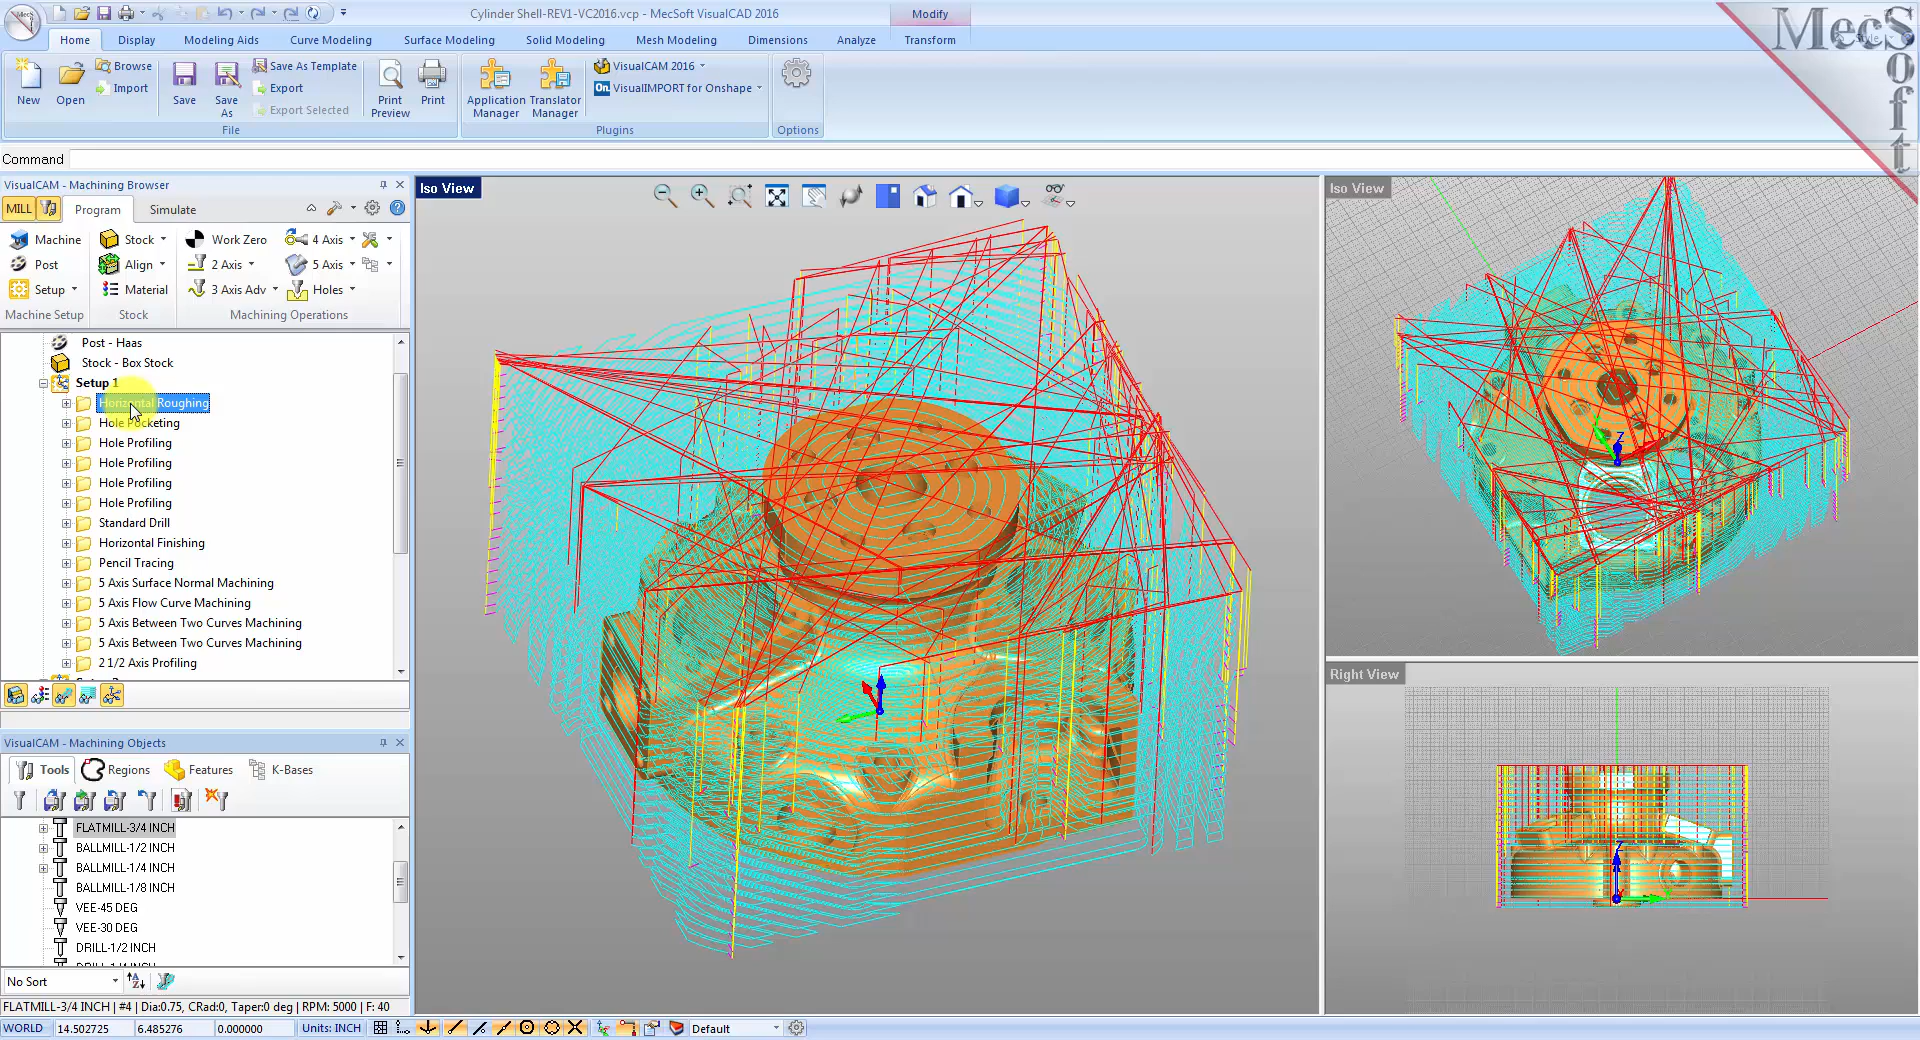 MecSoft
Cylinder Shell-REV1-VC2016.vcp - MecSoft VisualCAD 2016
Modify
Home Display Modeling Aids Curve Modeling Surface Modeling Solid Modeling Mesh Modeling Dimensions Analyze Transform
New Open Browse Import Save Save As Save As Template Export Export Selected Print Preview Print
Application Manager Translator Manager VisualCAM 2016 VisualIMPORT for Onshape
File Plugins Options
Command
VisualCAM - Machining Browser
MILL Program Simulate
Machine Stock Work Zero 4 Axis
Post Align 2 Axis 5 Axis
Setup Material 3 Axis Adv Holes
Machine Setup Stock Machining Operations
Post - Haas
Stock - Box Stock
Setup 1
Horizontal Roughing
Hole Pocketing
Hole Profiling
Hole Profiling
Hole Profiling
Hole Profiling
Standard Drill
Horizontal Finishing
Pencil Tracing
5 Axis Surface Normal Machining
5 Axis Flow Curve Machining
5 Axis Between Two Curves Machining
5 Axis Between Two Curves Machining
2 1/2 Axis Profiling
VisualCAM - Machining Objects
Tools Regions Features K-Bases
FLATMILL-3/4 INCH
BALLMILL-1/2 INCH
BALLMILL-1/4 INCH
BALLMILL-1/8 INCH
VEE-45 DEG
VEE-30 DEG
DRILL-1/2 INCH
No Sort
FLATMILL-3/4 INCH | #4 | Dia:0.75, CRad:0, Taper:0 deg | RPM: 5000 | F: 40
WORLD 14.502725 6.485276 0.000000 Units: INCH Default
Iso View
Iso View
Right View
Z
Z